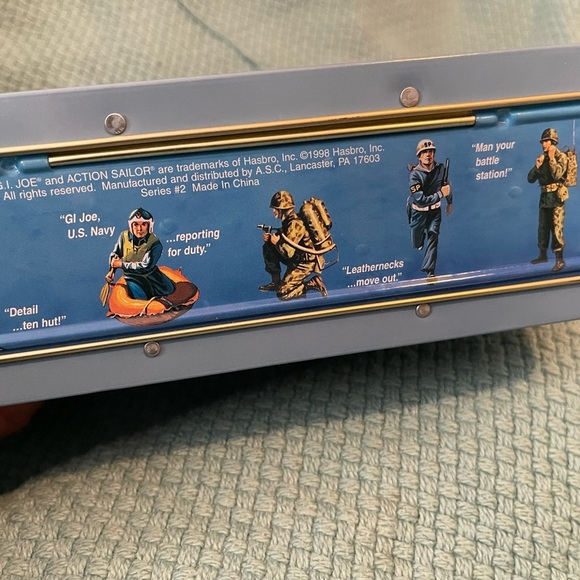 G.I. JOE® and ACTION SAILOR® are trademarks of Hasbro, Inc. ©1998 Hasbro, Inc.
All rights reserved. Manufactured and distributed by A.S.C., Lancaster, PA 17603
Series #2 Made In China
"GI Joe,
U.S. Navy
...reporting
for duty."
"Detail
...ten hut!"
"Leathernecks
...move out."
"Man your
battle
station!"
SP